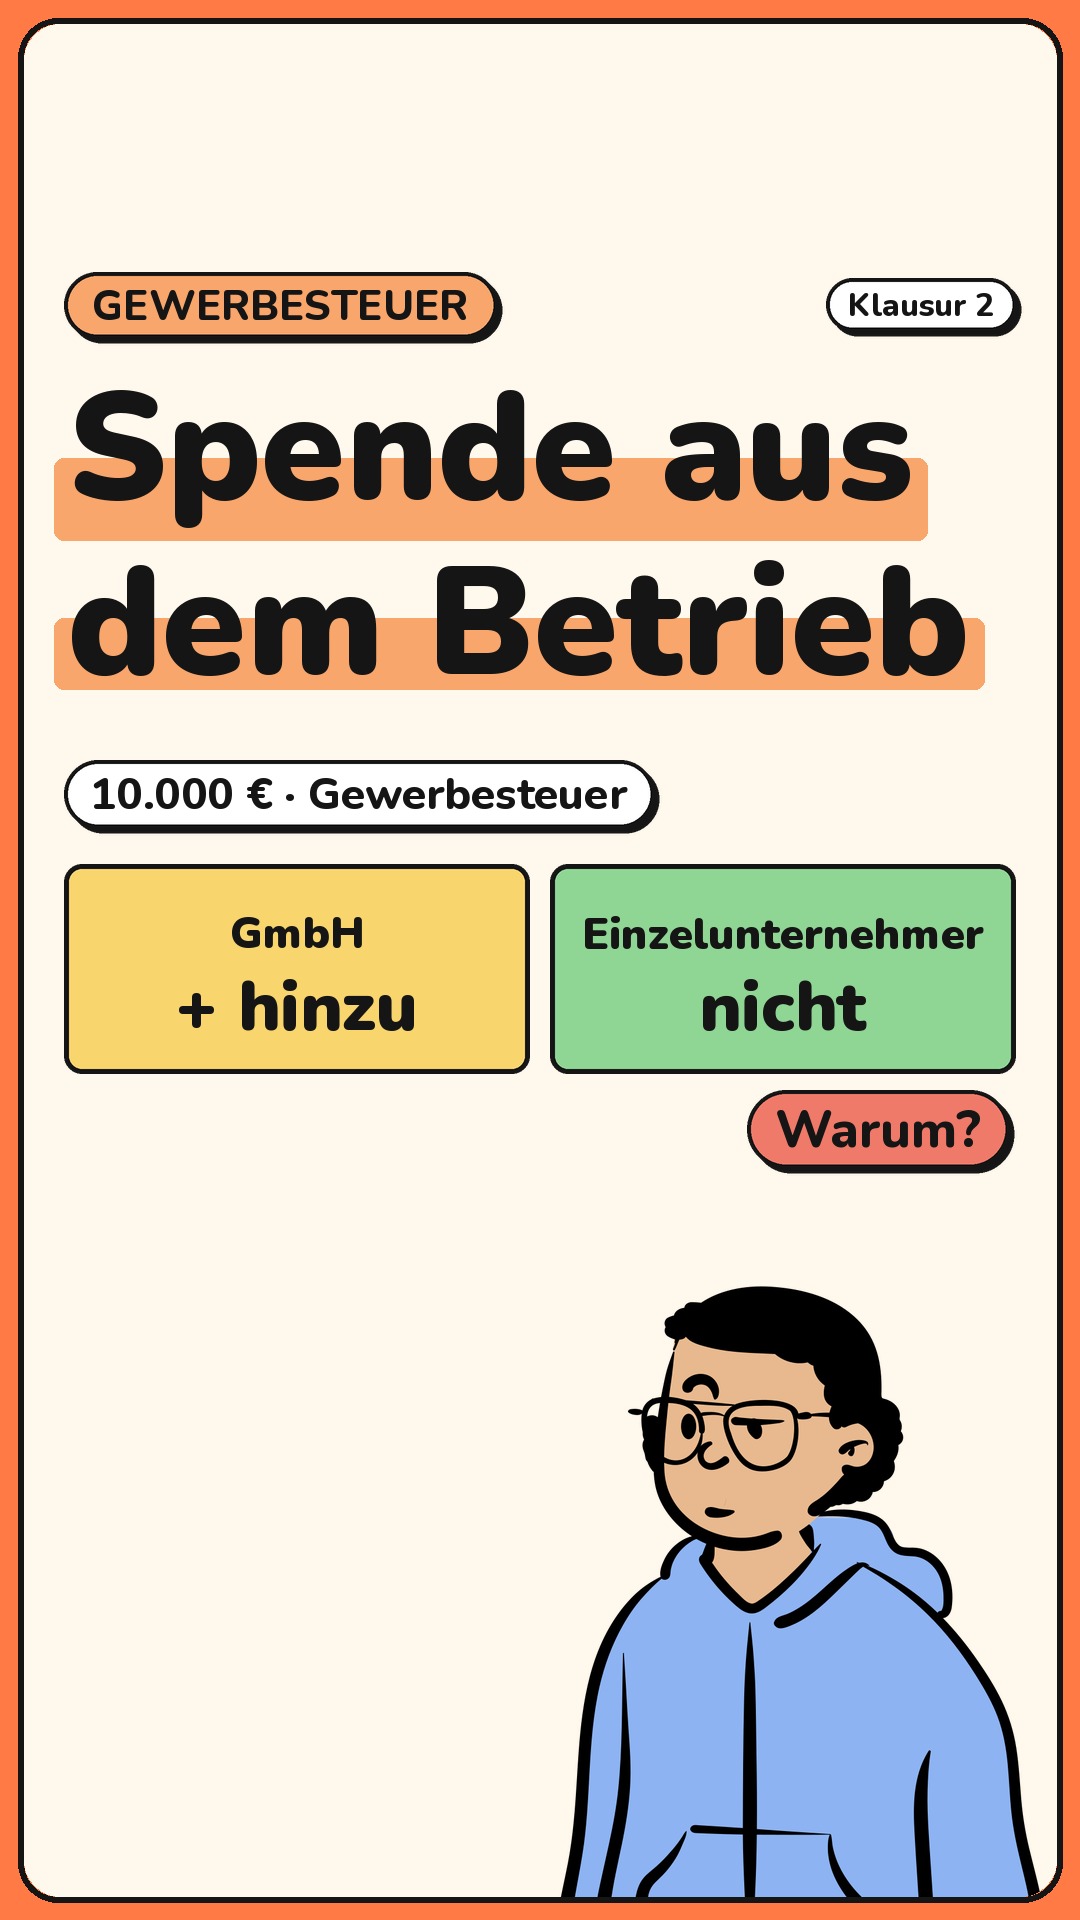 GEWERBESTEUER
Klausur 2
Spende aus
dem Betrieb
10.000 € · Gewerbesteuer
GmbH
+ hinzu
Einzelunternehmer
nicht
Warum?